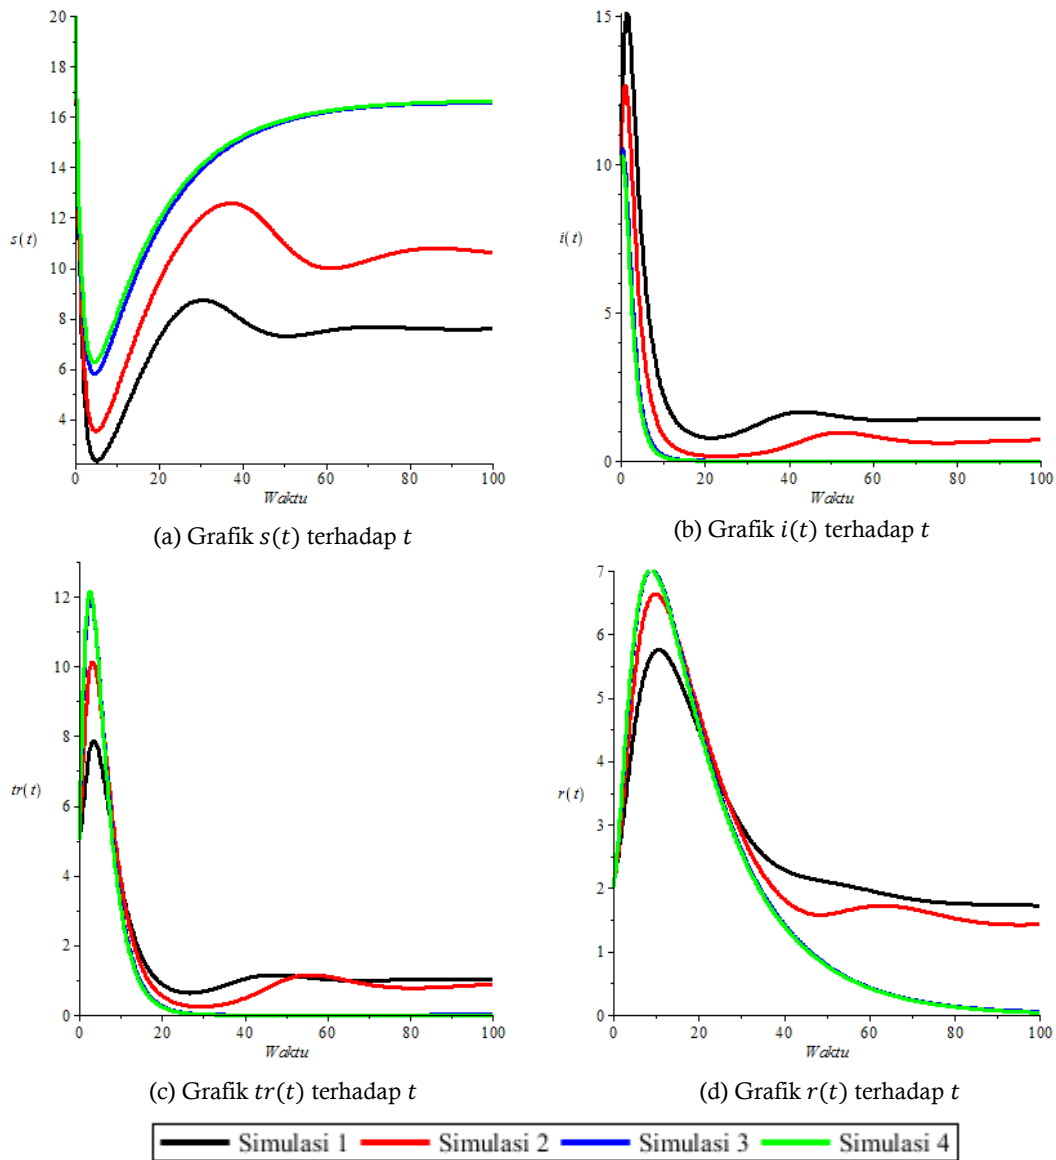 20
18
16
14
12
s(t)
10
8
6
4
0 20 40 60 80 100
Waktu
(a) Grafik s(t) terhadap t
15
10
i(t)
5
0
0 20 40 60 80 100
Waktu
(b) Grafik i(t) terhadap t
12
10
8
tr(t)
6
4
2
0
0 20 40 60 80 100
Waktu
(c) Grafik tr(t) terhadap t
7
6
5
4
r(t)
3
2
1
0
0 20 40 60 80 100
Waktu
(d) Grafik r(t) terhadap t
Simulasi 1 Simulasi 2 Simulasi 3 Simulasi 4